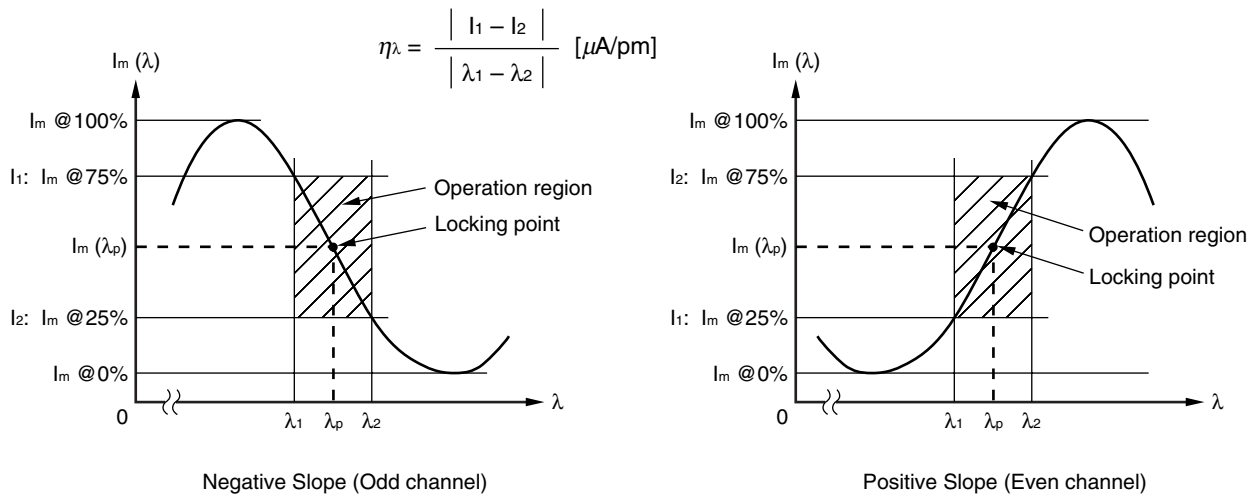 ηλ = | I1 – I2 | / | λ1 – λ2 | [μA/pm]
Im (λ)
Im @100%
I1: Im @75%
Im (λp)
I2: Im @25%
Im @0%
0
λ1 λp λ2
λ
Operation region
Locking point
Negative Slope (Odd channel)
Im (λ)
Im @100%
I2: Im @75%
Im (λp)
I1: Im @25%
Im @0%
0
λ1 λp λ2
λ
Operation region
Locking point
Positive Slope (Even channel)